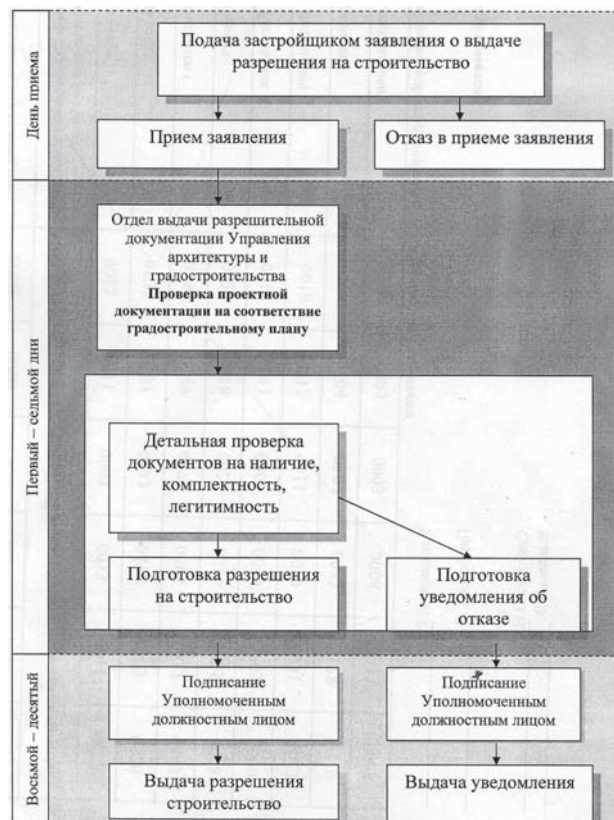 День приема
Подача застройщиком заявления о выдаче
разрешения на строительство
Прием заявления
Отказ в приеме заявления
Первый – седьмой дни
Отдел выдачи разрешительной
документации Управления
архитектуры и
градостроительства
Проверка проектной
документации на соответствие
градостроительному плану
Детальная проверка
документов на наличие,
комплектность,
легитимность
Подготовка разрешения
на строительство
Подготовка
уведомления об
отказе
Восьмой – десятый
Подписание
Уполномоченным
должностным лицом
Подписание
Уполномоченным
должностным лицом
Выдача разрешения
строительство
Выдача уведомления